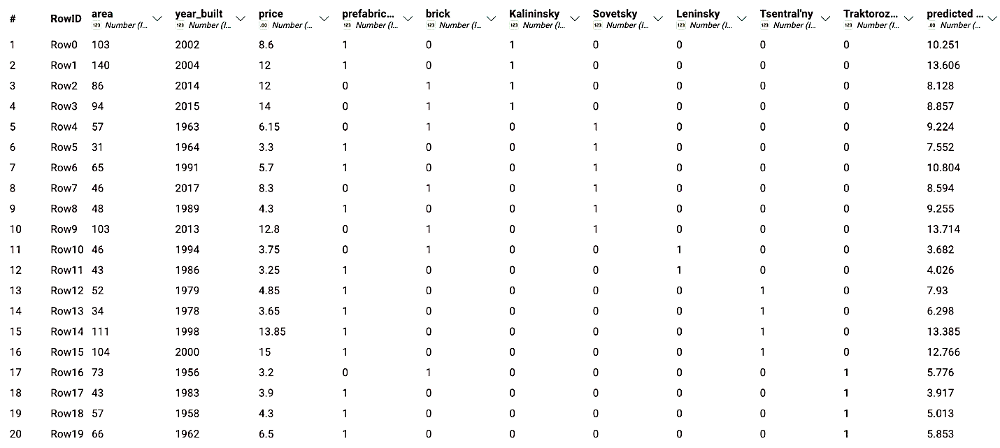 # RowID area year_built price prefabric... brick Kalininsky Sovetsky Leninsky Tsentral'ny Traktoroz... predicted ...
123 Number (I... 123 Number (I... .00 Number (... 123 Number (I... 123 Number (I... 123 Number (I... 123 Number (I... 123 Number (I... 123 Number (I... 123 Number (I... .00 Number (...
1 Row0 103 2002 8.6 1 0 1 0 0 0 0 10.251
2 Row1 140 2004 12 1 0 1 0 0 0 0 13.606
3 Row2 86 2014 12 0 1 1 0 0 0 0 8.128
4 Row3 94 2015 14 0 1 1 0 0 0 0 8.857
5 Row4 57 1963 6.15 0 1 0 1 0 0 0 9.224
6 Row5 31 1964 3.3 1 0 0 1 0 0 0 7.552
7 Row6 65 1991 5.7 1 0 0 1 0 0 0 10.804
8 Row7 46 2017 8.3 0 1 0 1 0 0 0 8.594
9 Row8 48 1989 4.3 1 0 0 1 0 0 0 9.255
10 Row9 103 2013 12.8 0 1 0 1 0 0 0 13.714
11 Row10 46 1994 3.75 0 1 0 0 1 0 0 3.682
12 Row11 43 1986 3.25 1 0 0 0 1 0 0 4.026
13 Row12 52 1979 4.85 1 0 0 0 0 1 0 7.93
14 Row13 34 1978 3.65 1 0 0 0 0 1 0 6.298
15 Row14 111 1998 13.85 1 0 0 0 0 1 0 13.385
16 Row15 104 2000 15 1 0 0 0 0 1 0 12.766
17 Row16 73 1956 3.2 0 1 0 0 0 0 1 5.776
18 Row17 43 1983 3.9 1 0 0 0 0 0 1 3.917
19 Row18 57 1958 4.3 1 0 0 0 0 0 1 5.013
20 Row19 66 1962 6.5 1 0 0 0 0 0 1 5.853